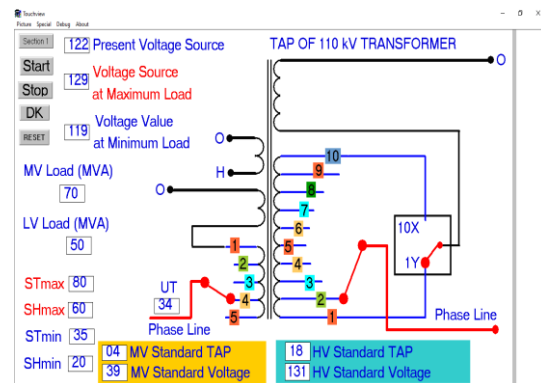 Touchview
Picture Special Debug About
Section 1
122 Present Voltage Source
TAP OF 110 kV TRANSFORMER
Start
Stop
DK
RESET
129 Voltage Source
at Maximum Load
119 Voltage Value
at Minimum Load
O
O
H
O
MV Load (MVA)
70
LV Load (MVA)
50
STmax 80
SHmax 60
STmin 35
SHmin 20
UT
34
Phase Line
1
2
3
4
5
10
9
8
7
6
5
4
3
2
1
10X
1Y
Phase Line
04 MV Standard TAP
39 MV Standard Voltage
18 HV Standard TAP
131 HV Standard Voltage